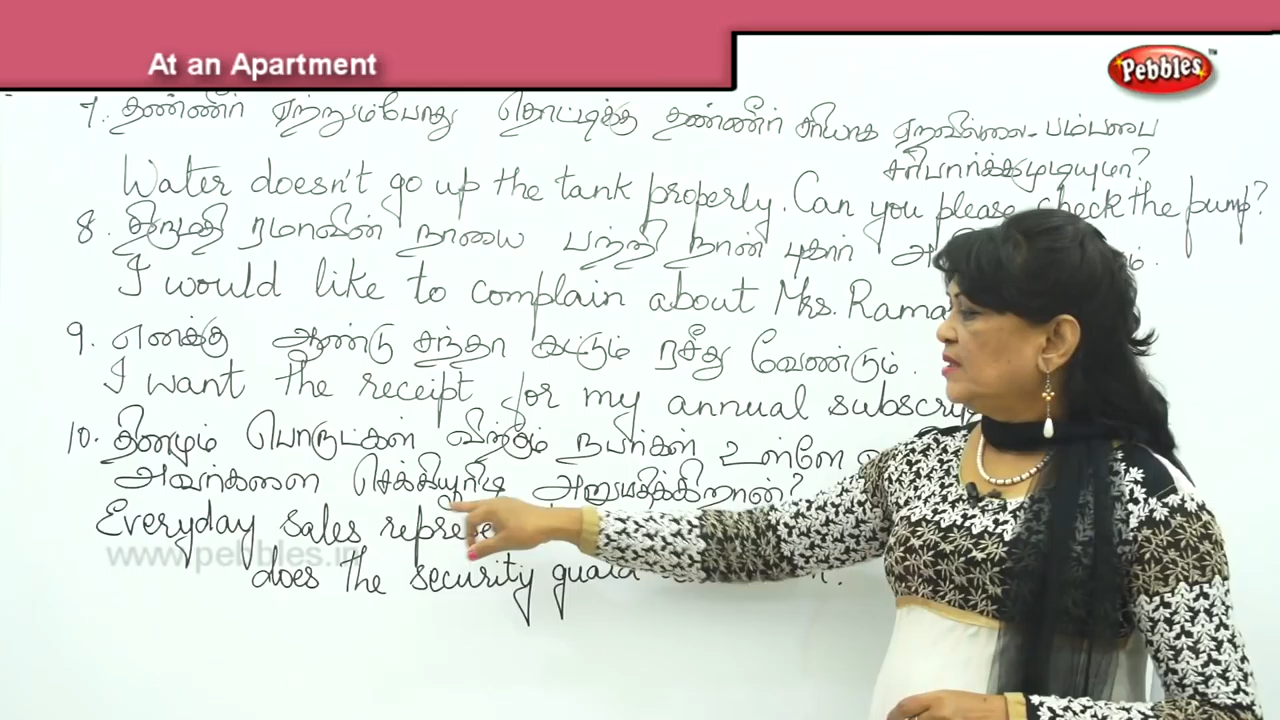 At an Apartment
Pebbles™
7. தண்ணீர் ஏற்றும்போது தொட்டிக்கு தண்ணீர் சரியாக ஏறவில்லை- பம்பபை
சரிபார்க்கமுடியுமா?
Water doesn't go up the tank properly. Can you please check the pump?
8. திருமதி ரமாவின் நாயை பற்றி நான் புகார்
I would like to complain about Mrs. Rama
9. எனக்கு ஆண்டு சந்தா கட்டும் ரசீது வேண்டும்.
I want the receipt for my annual
10. தினமும் பொருட்கள் விற்கும் நபர்கள் உள்ளே
அவர்களை செக்கியூரிடி அனுமதிக்கிறான்?
Everyday sales
www.pebbles.in
does the security guard